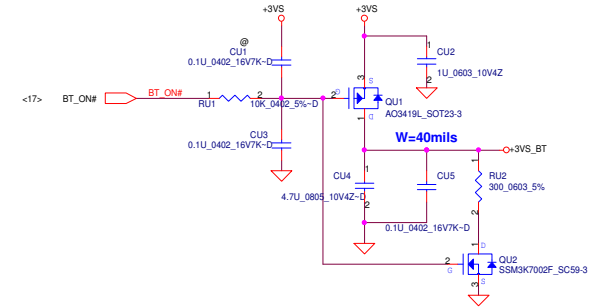 +3VS
+3VS
@
CU1
0.1U_0402_16V7K~D
1
2
CU2
1U_0603_10V4Z
3
S
<17>
BT_ON#
BT_ON#
1
2
RU1
10K_0402_5%~D
2
G
QU1
AO3419L_SOT23-3
1
D
CU3
0.1U_0402_16V7K~D
W=40mils
+3VS_BT
1
CU4
4.7U_0805_10V4Z~D
2
CU5
0.1U_0402_16V7K~D
1
RU2
300_0603_5%
2
1
D
2
G
QU2
SSM3K7002F_SC59-3
3
S